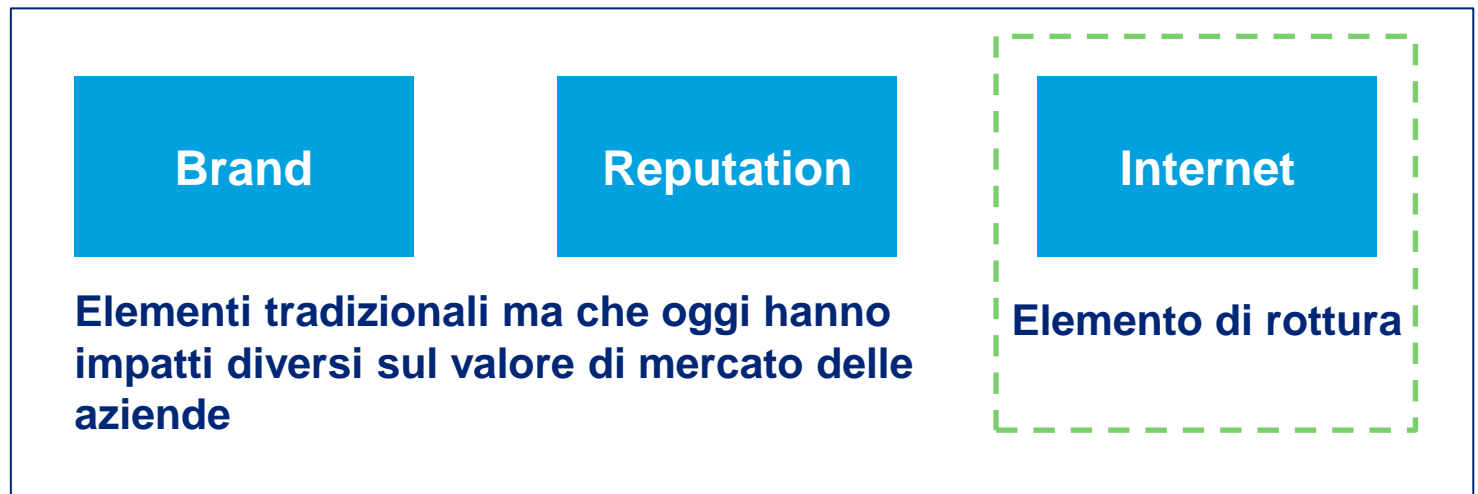 Brand
Reputation
Internet
Elementi tradizionali ma che oggi hanno
impatti diversi sul valore di mercato delle
aziende
Elemento di rottura